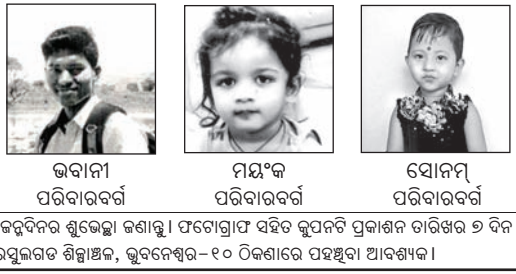 ଭବାନୀ ମୟଂକ ସୋନମ୍
ପରିବାରବର୍ଗ ପରିବାରବର୍ଗ ପରିବାରବର୍ଗ
ଜନ୍ମଦିନର ଶୁଭେଚ୍ଛା ଜଣାନ୍ତୁ। ଫଟୋଗ୍ରାଫ ସହିତ କୁପନଟି ପ୍ରକାଶନ ତାରିଖର ୭ ଦିନ
ରସୁଲଗଡ ଶିଳ୍ପାଞ୍ଚଳ, ଭୁବନେଶ୍ୱର-୧୦ ଠିକଣାରେ ପହଞ୍ଚିବା ଆବଶ୍ୟକ।